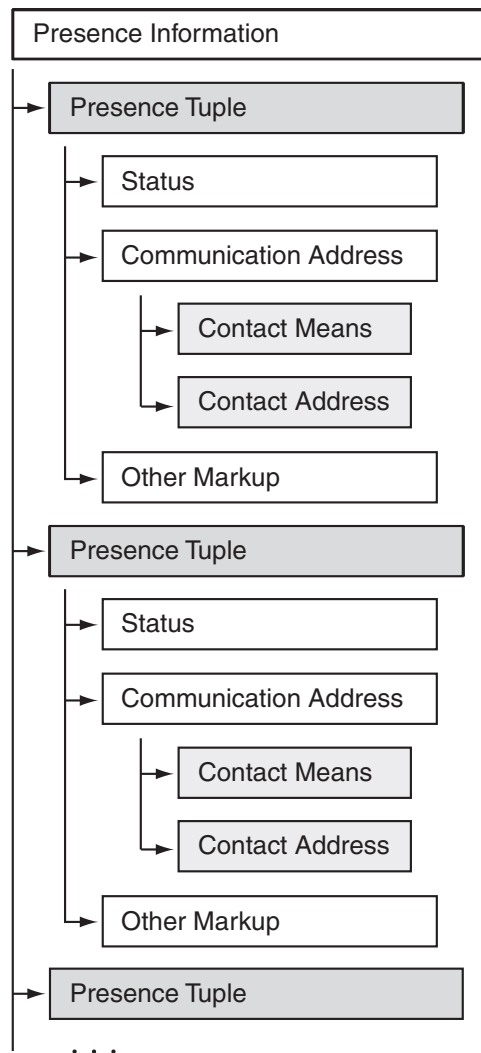 Presence Information
Presence Tuple
Status
Communication Address
Contact Means
Contact Address
Other Markup
Presence Tuple
Status
Communication Address
Contact Means
Contact Address
Other Markup
Presence Tuple
. . .